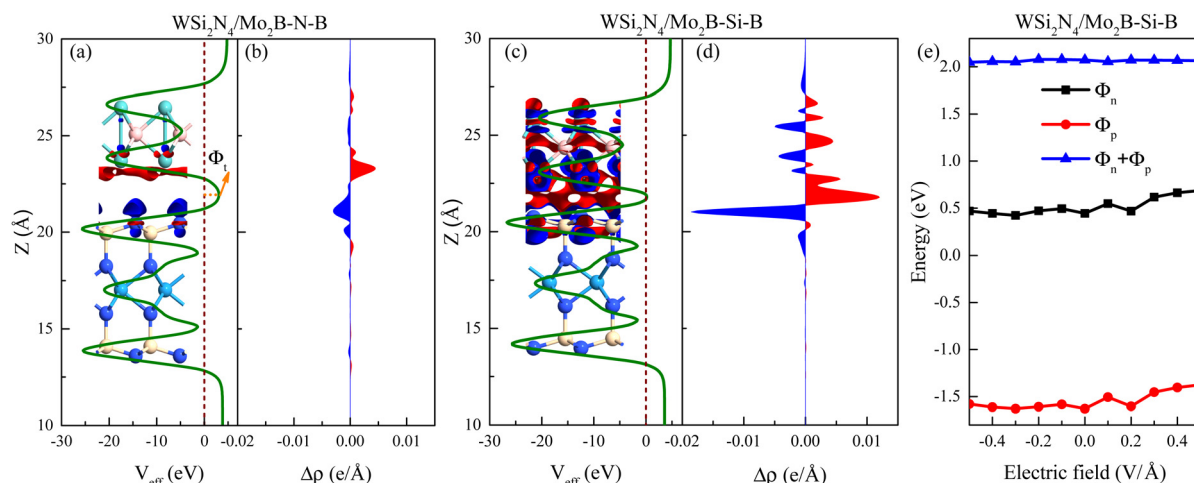 WSi₂N₄/Mo₂B-N-B
WSi₂N₄/Mo₂B-Si-B
WSi₂N₄/Mo₂B-Si-B
(a)
(b)
(c)
(d)
(e)
30
25
20
15
10
Z (Å)
Φt
-30
-20
-10
0
-0.02
-0.01
0.00
0.01
V_eff (eV)
Δρ (e/Å)
30
25
20
15
10
Z (Å)
-30
-20
-10
0
-0.02
-0.01
0.00
0.01
V_eff (eV)
Δρ (e/Å)
2.0
1.5
1.0
0.5
0.0
-0.5
-1.0
-1.5
Energy (eV)
Φn
Φp
Φn+Φp
-0.4
-0.2
0.0
0.2
0.4
Electric field (V/Å)